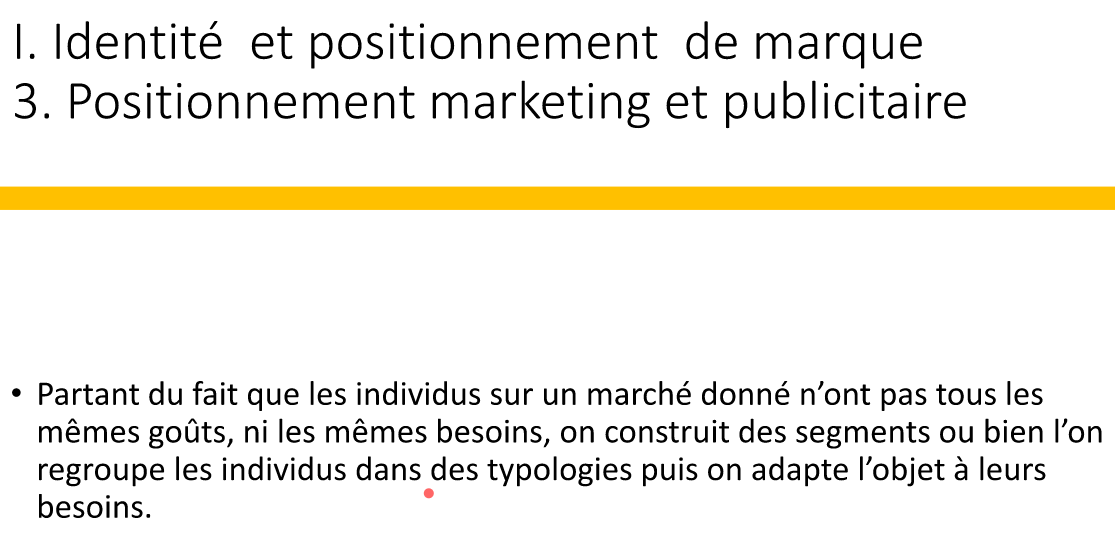 I. Identité et positionnement de marque
3. Positionnement marketing et publicitaire
• Partant du fait que les individus sur un marché donné n’ont pas tous les
mêmes goûts, ni les mêmes besoins, on construit des segments ou bien l’on
regroupe les individus dans des typologies puis on adapte l’objet à leurs
besoins.